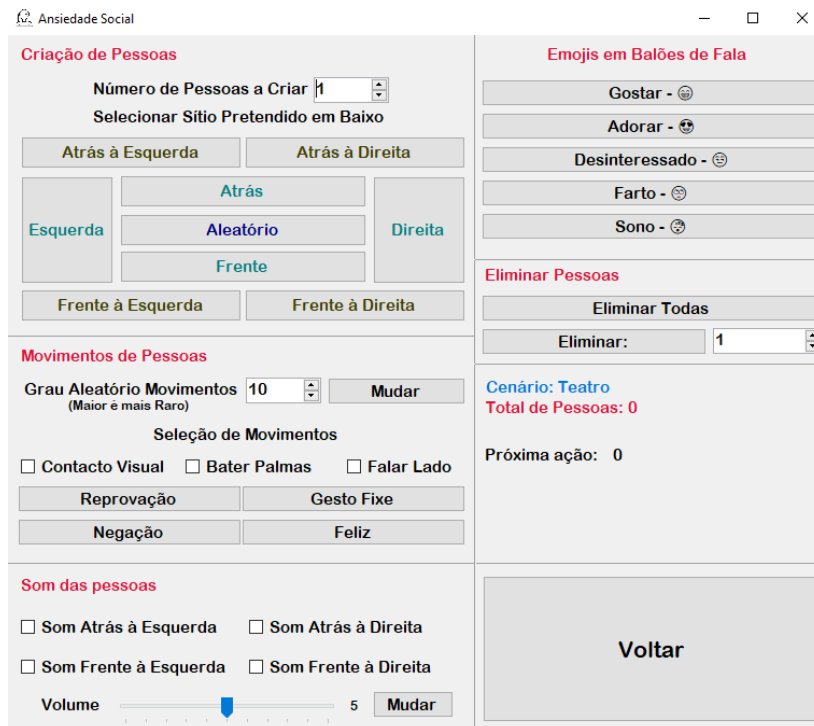 Ansiedade Social
Criação de Pessoas
Número de Pessoas a Criar 1
Selecionar Sítio Pretendido em Baixo
Atrás à Esquerda
Atrás à Direita
Esquerda
Atrás
Aleatório
Frente
Direita
Frente à Esquerda
Frente à Direita
Movimentos de Pessoas
Grau Aleatório Movimentos 10 Mudar
(Maior é mais Raro)
Seleção de Movimentos
Contacto Visual Bater Palmas Falar Lado
Reprovação
Gesto Fixe
Negação
Feliz
Som das pessoas
Som Atrás à Esquerda Som Atrás à Direita
Som Frente à Esquerda Som Frente à Direita
Volume 5 Mudar
Emojis em Balões de Fala
Gostar - 😁
Adorar - 😍
Desinteressado - 😒
Farto - 🙄
Sono - 😴
Eliminar Pessoas
Eliminar Todas
Eliminar: 1
Cenário: Teatro
Total de Pessoas: 0
Próxima ação: 0
Voltar